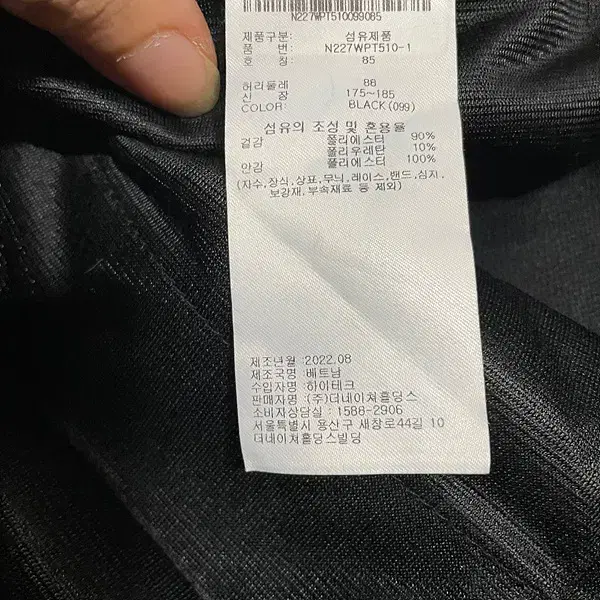 N227WPT510099085
제품구분: 섬유제품
품 번: N227WPT510-1
호 칭: 85
허리둘레 86
신 장 175~185
COLOR: BLACK(099)
섬유의 조성 및 혼용율
겉감 폴리에스터 90%
폴리우레탄 10%
안감 폴리에스터 100%
(자수,장식,상표,무늬,레이스,밴드,심지,
보강재,부속재료 등 제외)
제조년월 :2022.08
제조국명 :베트남
수입자명 :하이테크
판매자명 :(주)더네이쳐홀딩스
소비자상담실 : 1588-2906
서울특별시 용산구 새창로44길 10
더네이쳐홀딩스빌딩